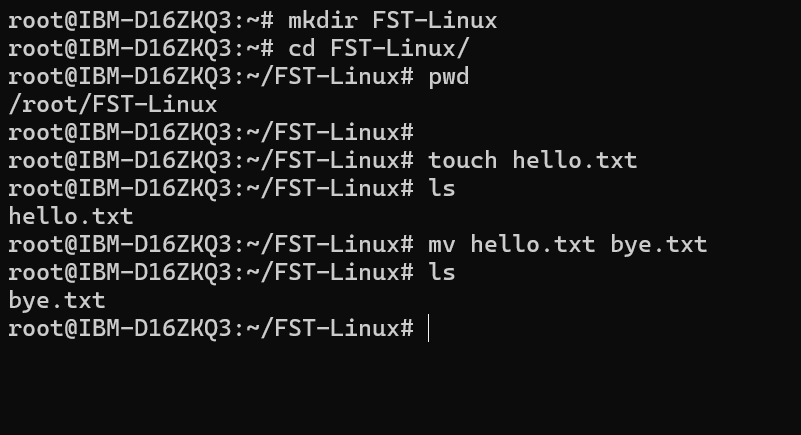 root@IBM-D16ZKQ3:~# mkdir FST-Linux
root@IBM-D16ZKQ3:~# cd FST-Linux/
root@IBM-D16ZKQ3:~/FST-Linux# pwd
/root/FST-Linux
root@IBM-D16ZKQ3:~/FST-Linux#
root@IBM-D16ZKQ3:~/FST-Linux# touch hello.txt
root@IBM-D16ZKQ3:~/FST-Linux# ls
hello.txt
root@IBM-D16ZKQ3:~/FST-Linux# mv hello.txt bye.txt
root@IBM-D16ZKQ3:~/FST-Linux# ls
bye.txt
root@IBM-D16ZKQ3:~/FST-Linux#